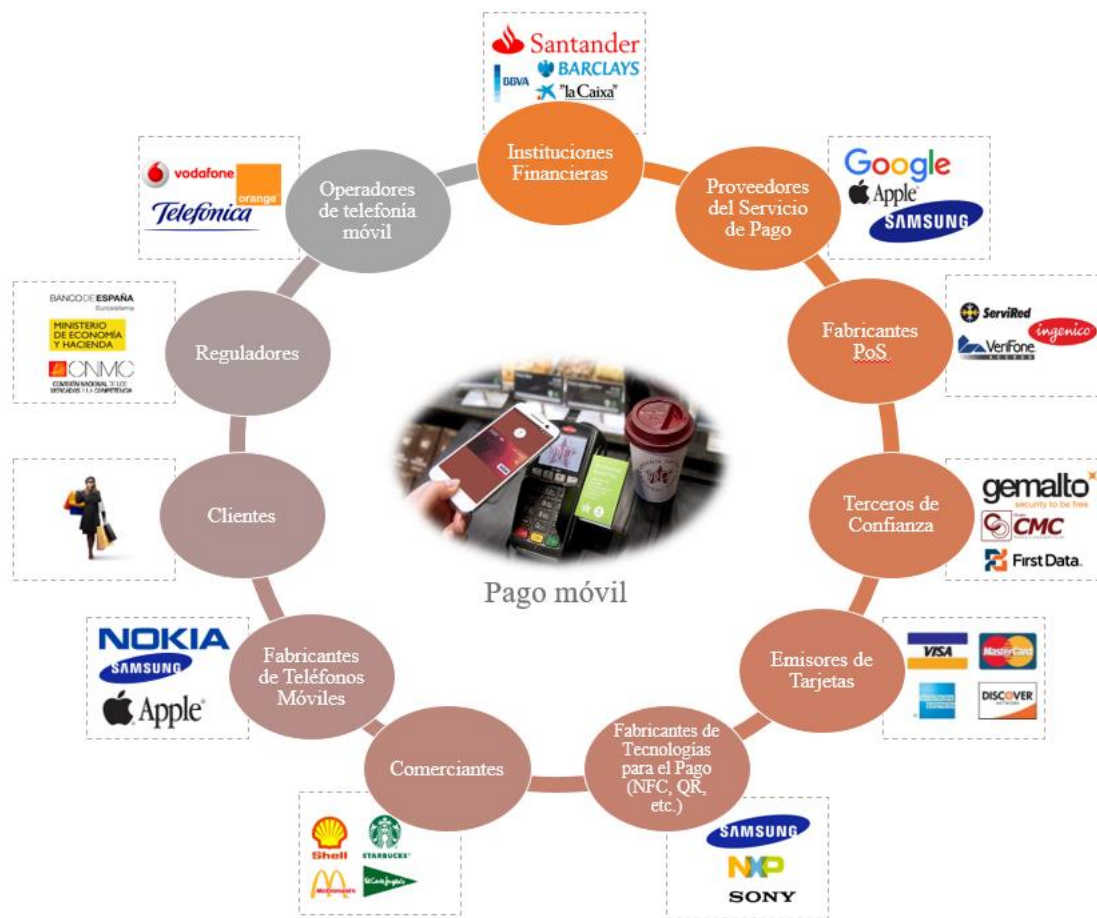 Santander
BBVA
BARCLAYS
"la Caixa"
Instituciones
Financieras
Google
Apple
SAMSUNG
Proveedores
del Servicio
de Pago
ServiRed
ingenico
VeriFone
Fabricantes
PoS
gemalto
security to be free
CMC
First Data.
Terceros de
Confianza
VISA
MasterCard
AMERICAN EXPRESS
DISCOVER
NETWORK
Emisores de
Tarjetas
Fabricantes de
Tecnologías
para el Pago
(NFC, QR,
etc.)
SAMSUNG
NXP
SONY
Comerciantes
Shell
STARBUCKS
McDonald's
El Corte Inglés
Fabricantes
de Teléfonos
Móviles
NOKIA
SAMSUNG
Apple
Clientes
Reguladores
BANCO DE ESPAÑA
Eurosistema
MINISTERIO
DE ECONOMÍA
Y HACIENDA
CNMC
COMISIÓN NACIONAL DE LOS
MERCADOS Y LA COMPETENCIA
Operadores
de telefonía
móvil
vodafone
orange
Telefónica
Pago móvil